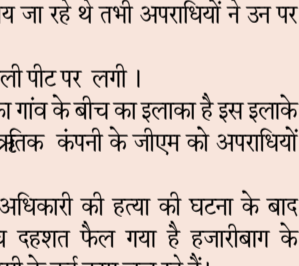 य जा रहे थे तभी अपराधियों ने उन पर
ली पीट पर लगी ।
का गांव के बीच का इलाका है इस इलाके
ऋतिक कंपनी के जीएम को अपराधियों
अधिकारी की हत्या की घटना के बाद
दहशत फैल गया है हजारीबाग के